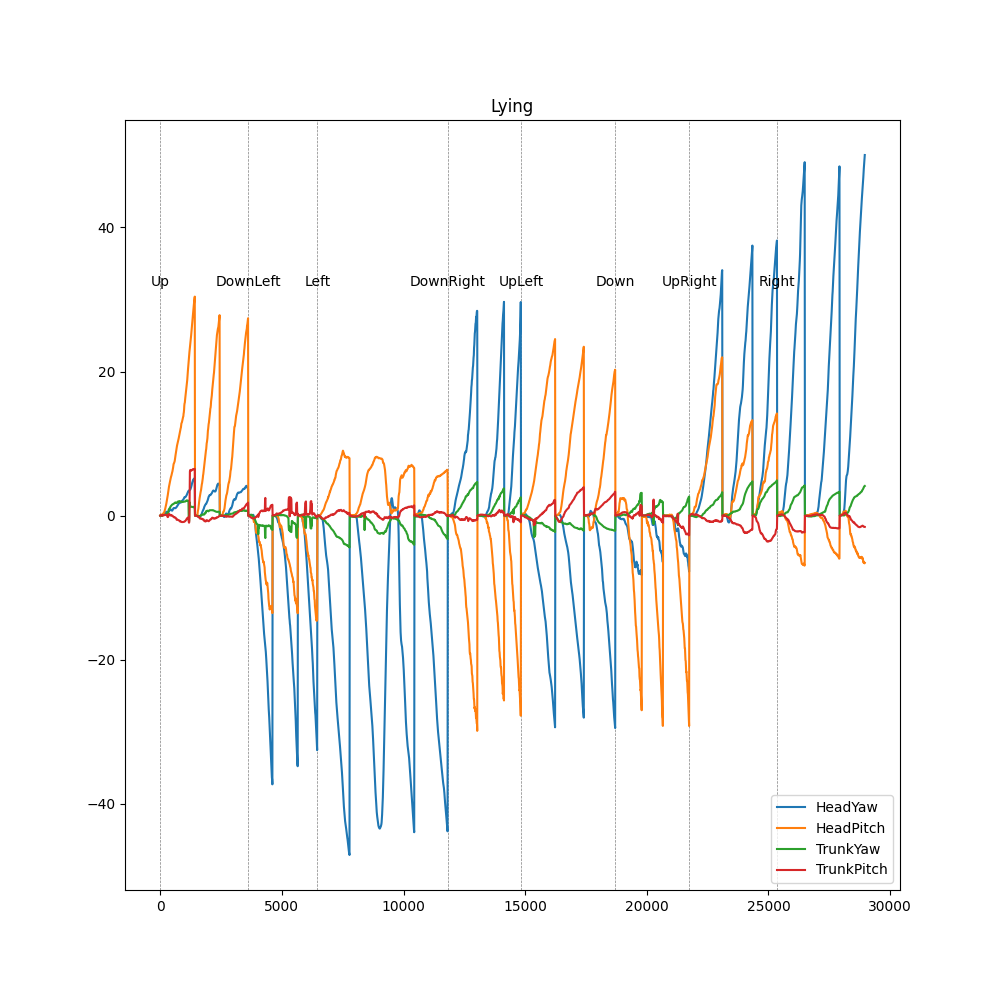 Lying
40
20
0
−20
−40
Up
DownLeft
Left
DownRight
UpLeft
Down
UpRight
Right
HeadYaw
HeadPitch
TrunkYaw
TrunkPitch
0
5000
10000
15000
20000
25000
30000